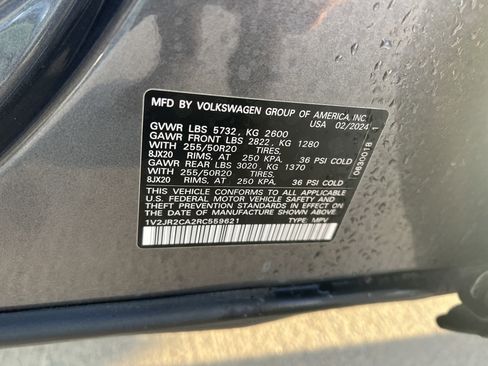 MFD BY VOLKSWAGEN GROUP OF AMERICA, INC
USA 02/2024 1
GVWR LBS 5732, KG 2600
GAWR FRONT LBS 2822, KG 1280
WITH 255/50R20 TIRES,
8JX20 RIMS, AT 250 KPA, 36 PSI COLD
GAWR REAR LBS 3020, KG 1370
WITH 255/50R20 TIRES,
8JX20 RIMS, AT 250 KPA, 36 PSI COLD
THIS VEHICLE CONFORMS TO ALL APPLICABLE
U.S. FEDERAL MOTOR VEHICLE SAFETY AND
THEFT PREVENTION STANDARDS IN EFFECT ON
DATE OF MANUFACTURE SHOWN ABOVE.
1V2JR2CA2RC559621 TYPE: MPV
0630018